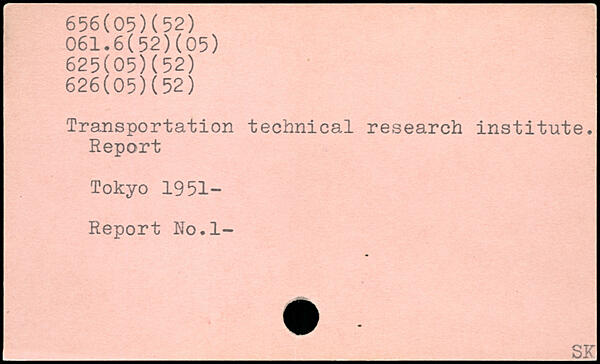 656(05)(52)
061.6(52)(05)
625(05)(52)
626(05)(52)
Transportation technical research institute.
Report
Tokyo 1951-
Report No.1-
SK